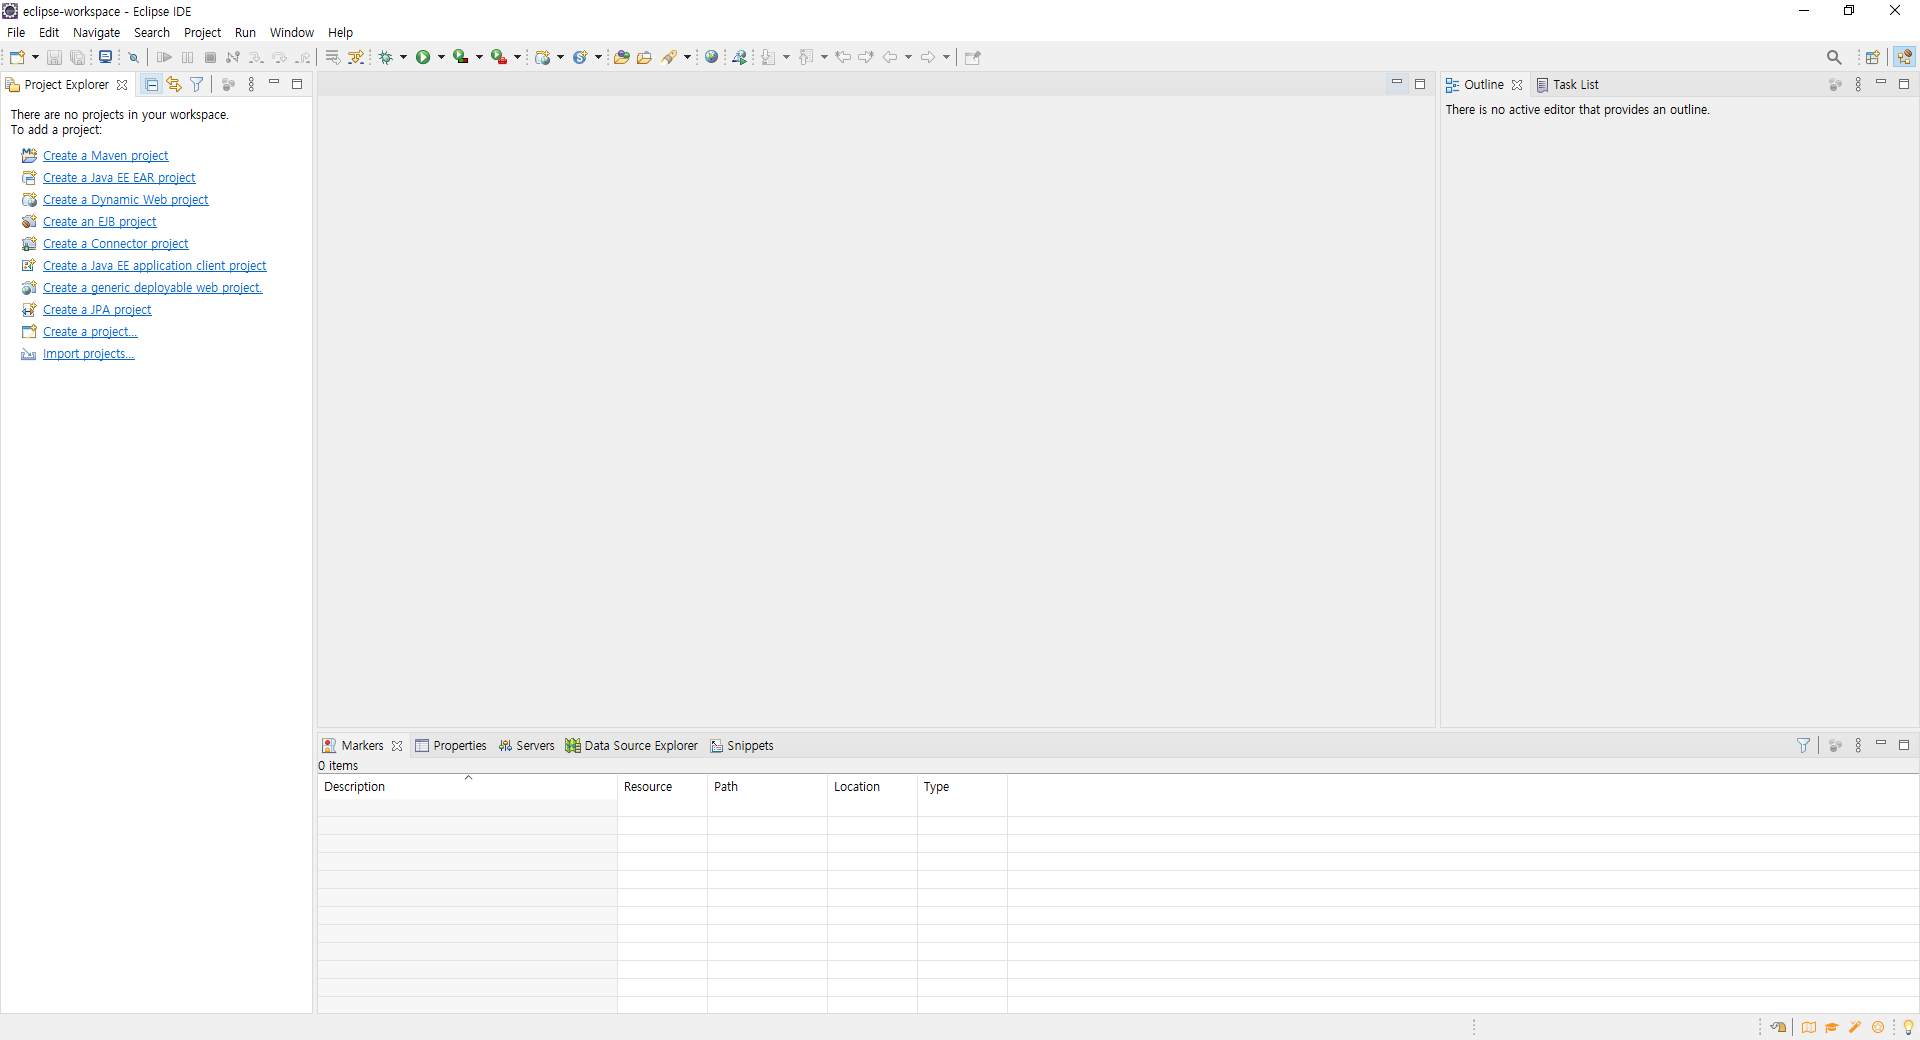 eclipse-workspace - Eclipse IDE
File Edit Navigate Search Project Run Window Help
Project Explorer
There are no projects in your workspace.
To add a project:
Create a Maven project
Create a Java EE EAR project
Create a Dynamic Web project
Create an EJB project
Create a Connector project
Create a Java EE application client project
Create a generic deployable web project.
Create a JPA project
Create a project...
Import projects...
Outline Task List
There is no active editor that provides an outline.
Markers Properties Servers Data Source Explorer Snippets
0 items
Description Resource Path Location Type